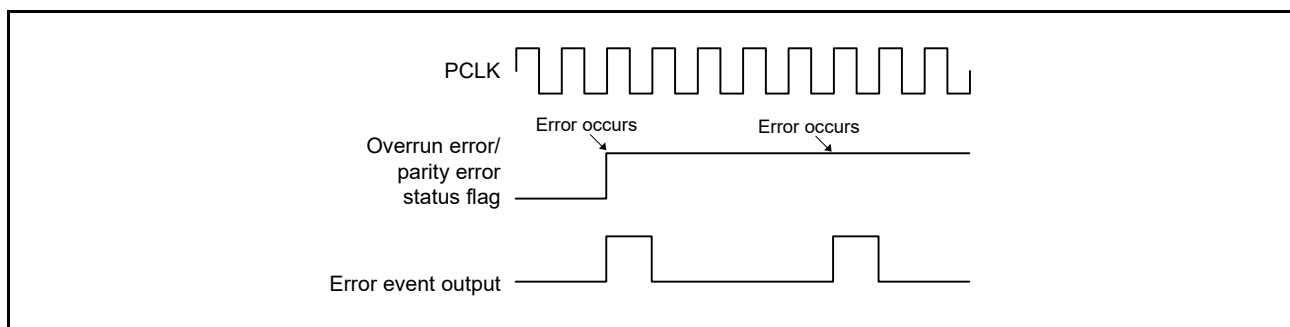 PCLK
Error occurs
Error occurs
Overrun error/
parity error
status flag
Error event output